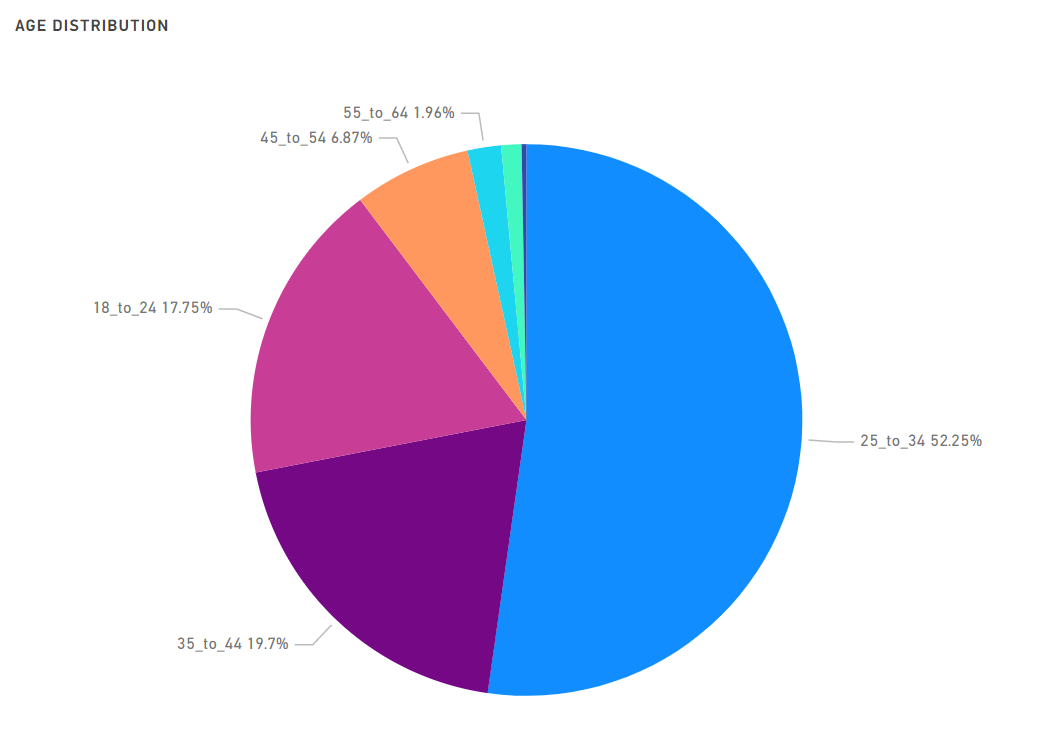 AGE DISTRIBUTION
55_to_64 1.96%
45_to_54 6.87%
18_to_24 17.75%
25_to_34 52.25%
35_to_44 19.7%